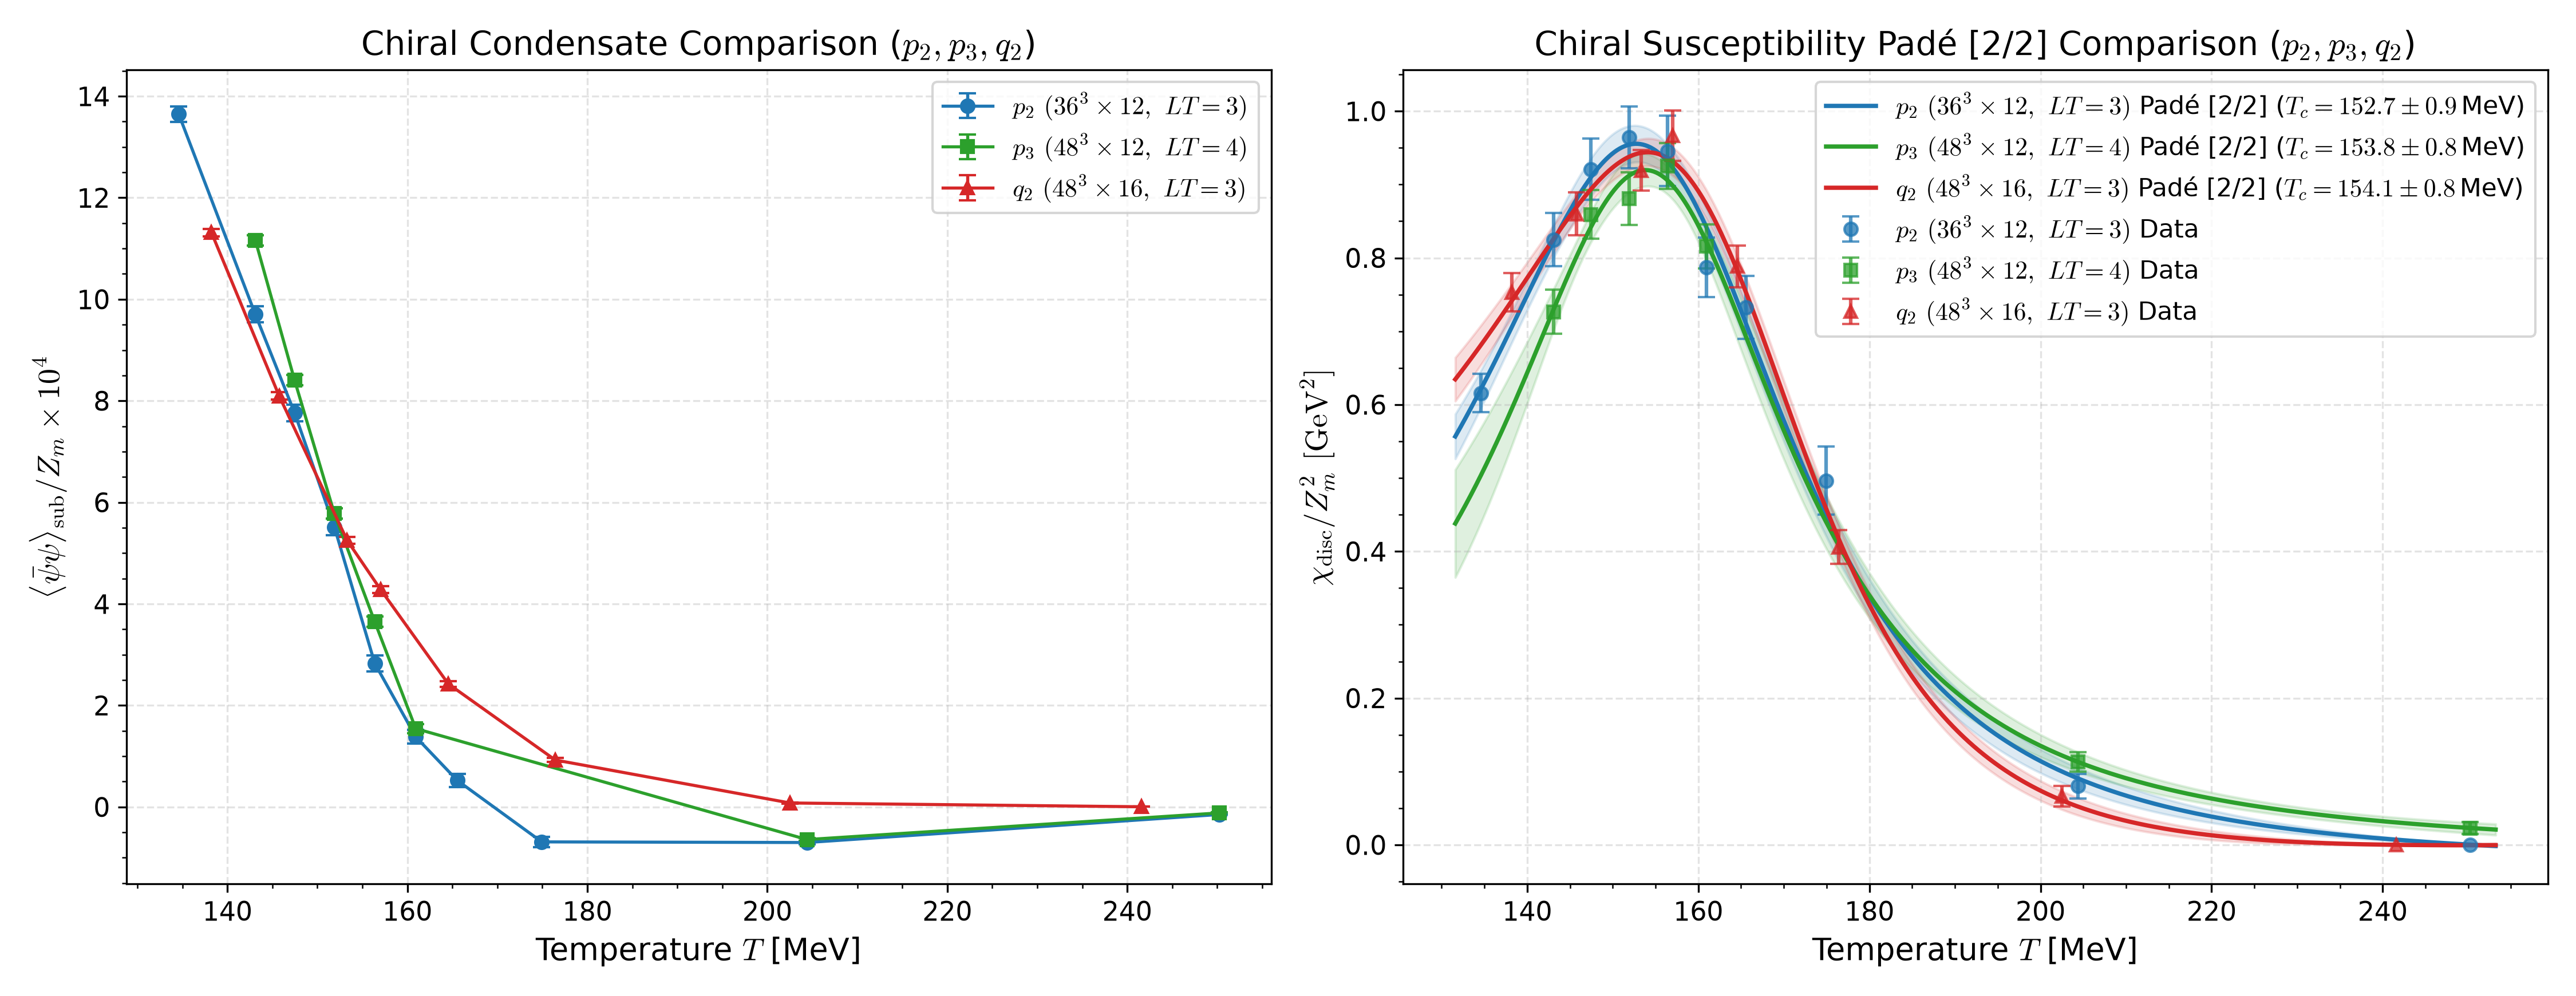 Chiral Condensate Comparison (p₂, p₃, q₂)
14
12
10
8
6
4
2
0
⟨ψ̄ψ⟩sub/Zₘ × 10⁴
p₂ (36³ × 12, LT = 3)
p₃ (48³ × 12, LT = 4)
q₂ (48³ × 16, LT = 3)
140 160 180 200 220 240
Temperature T [MeV]
Chiral Susceptibility Padé [2/2] Comparison (p₂, p₃, q₂)
1.0
0.8
0.6
0.4
0.2
0.0
χdisc/Z²ₘ [GeV²]
p₂ (36³ × 12, LT = 3) Padé [2/2] (T_c = 152.7 ± 0.9 MeV)
p₃ (48³ × 12, LT = 4) Padé [2/2] (T_c = 153.8 ± 0.8 MeV)
q₂ (48³ × 16, LT = 3) Padé [2/2] (T_c = 154.1 ± 0.8 MeV)
p₂ (36³ × 12, LT = 3) Data
p₃ (48³ × 12, LT = 4) Data
q₂ (48³ × 16, LT = 3) Data
140 160 180 200 220 240
Temperature T [MeV]